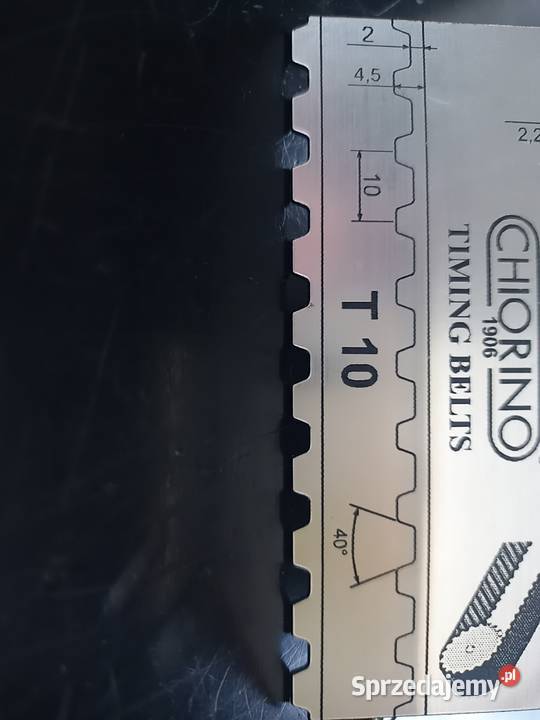 2
4,5
10
T 10
40°
2,2
CHIORINO
1906
TIMING BELTS
Sprzedajemy.pl